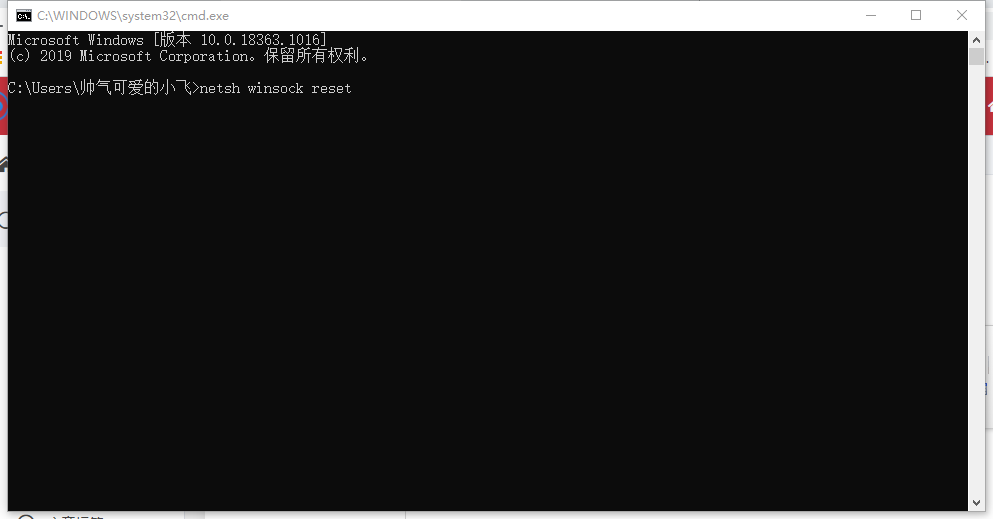 C:\WINDOWS\system32\cmd.exe
Microsoft Windows [版本 10.0.18363.1016]
(c) 2019 Microsoft Corporation。保留所有权利。
C:\Users\帅气可爱的小飞>netsh winsock reset